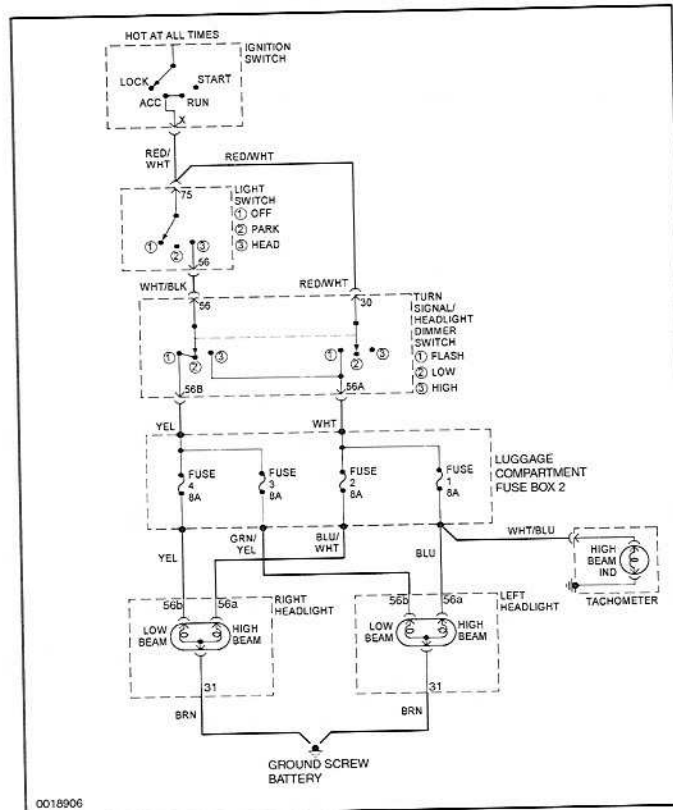 HOT AT ALL TIMES
IGNITION
SWITCH
LOCK
START
ACC
RUN
X
RED/
WHT
RED/WHT
75
LIGHT
SWITCH
① OFF
② PARK
③ HEAD
①
②
③
56
WHT/BLK
RED/WHT
56
30
TURN
SIGNAL/
HEADLIGHT
DIMMER
SWITCH
① FLASH
② LOW
③ HIGH
①
②
③
①
②
③
56B
56A
YEL
WHT
FUSE
4
8A
FUSE
3
8A
FUSE
2
8A
FUSE
1
8A
LUGGAGE
COMPARTMENT
FUSE BOX 2
YEL
GRN/
YEL
BLU/
WHT
BLU
WHT/BLU
HIGH
BEAM
IND
TACHOMETER
56b
56a
RIGHT
HEADLIGHT
LOW
BEAM
HIGH
BEAM
31
BRN
56b
56a
LEFT
HEADLIGHT
LOW
BEAM
HIGH
BEAM
31
BRN
GROUND SCREW
BATTERY
0018906